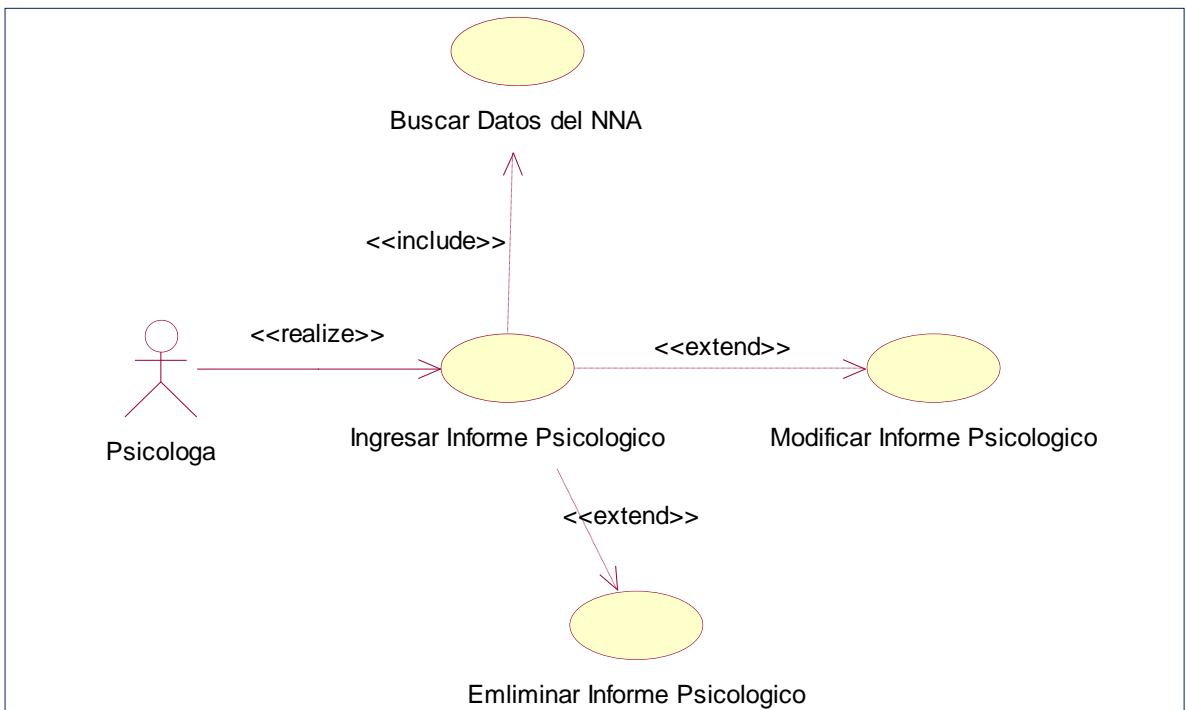 Buscar Datos del NNA
<<include>>
<<realize>>
<<extend>>
Psicologa
Ingresar Informe Psicologico
Modificar Informe Psicologico
<<extend>>
Emliminar Informe Psicologico